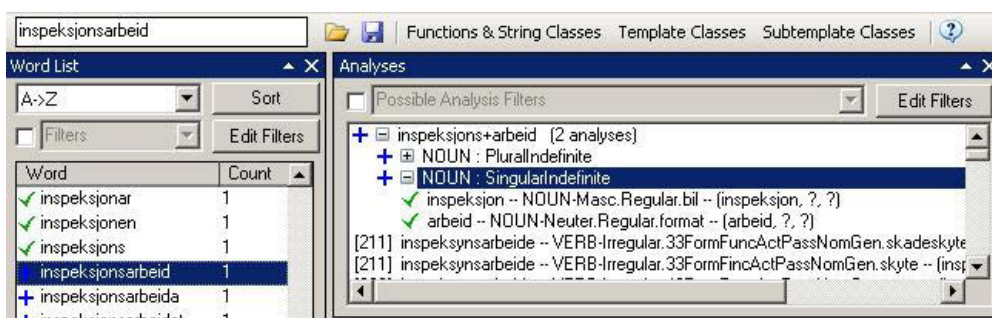 inspeksjonsarbeid
Functions & String Classes Template Classes Subtemplate Classes
Word List
A->Z Sort
Filters Edit Filters
Word Count
inspeksjonar 1
inspeksjonen 1
inspeksjons 1
inspeksjonsarbeid 1
inspeksjonsarbeida 1
Analyses
Possible Analysis Filters Edit Filters
inspeksjons+arbeid (2 analyses)
NOUN : PluralIndefinite
NOUN : SingularIndefinite
inspeksjon -- NOUN-Masc.Regular.bil -- (inspeksjon, ?, ?)
arbeid -- NOUN-Neuter.Regular.format -- (arbeid, ?, ?)
[211] inspeksynsarbeide -- VERB-Irregular.33FormFuncActPassNomGen.skadeskyte
[211] inspeksynsarbeide -- VERB-Irregular.33FormFincActPassNomGen.skyte -- (insp